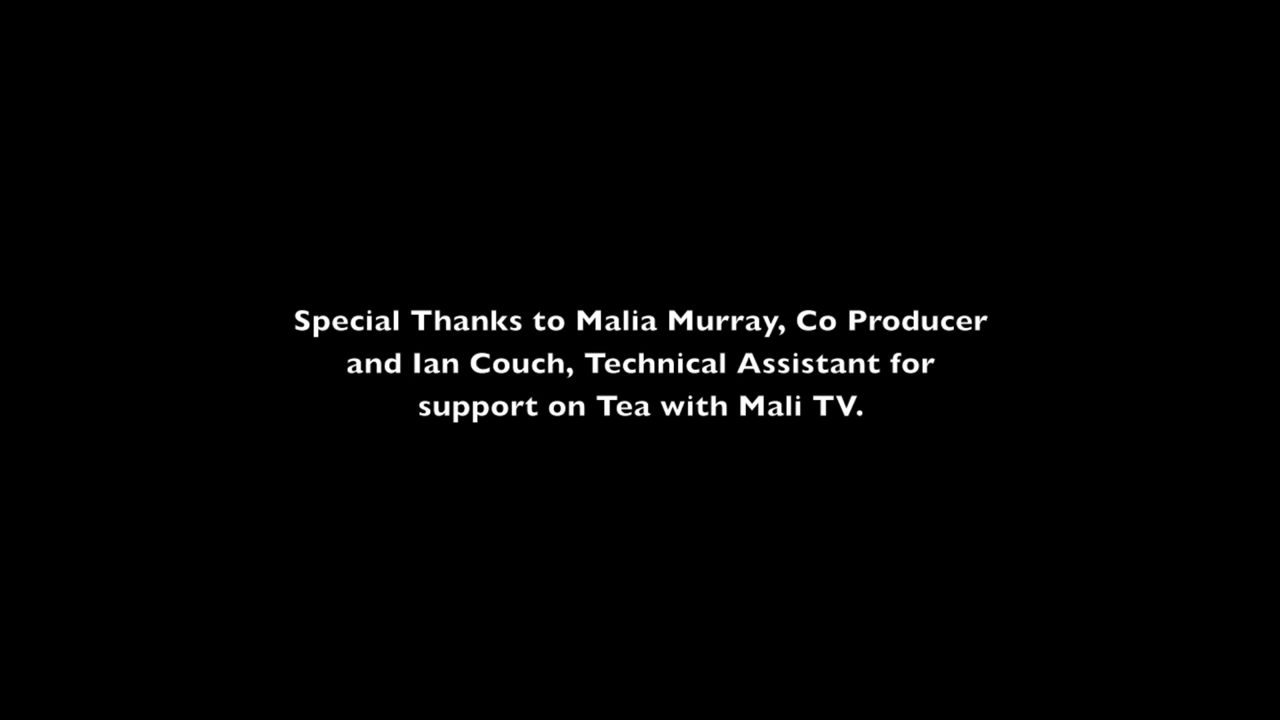 Special Thanks to Malia Murray, Co Producer
and Ian Couch, Technical Assistant for
support on Tea with Mali TV.